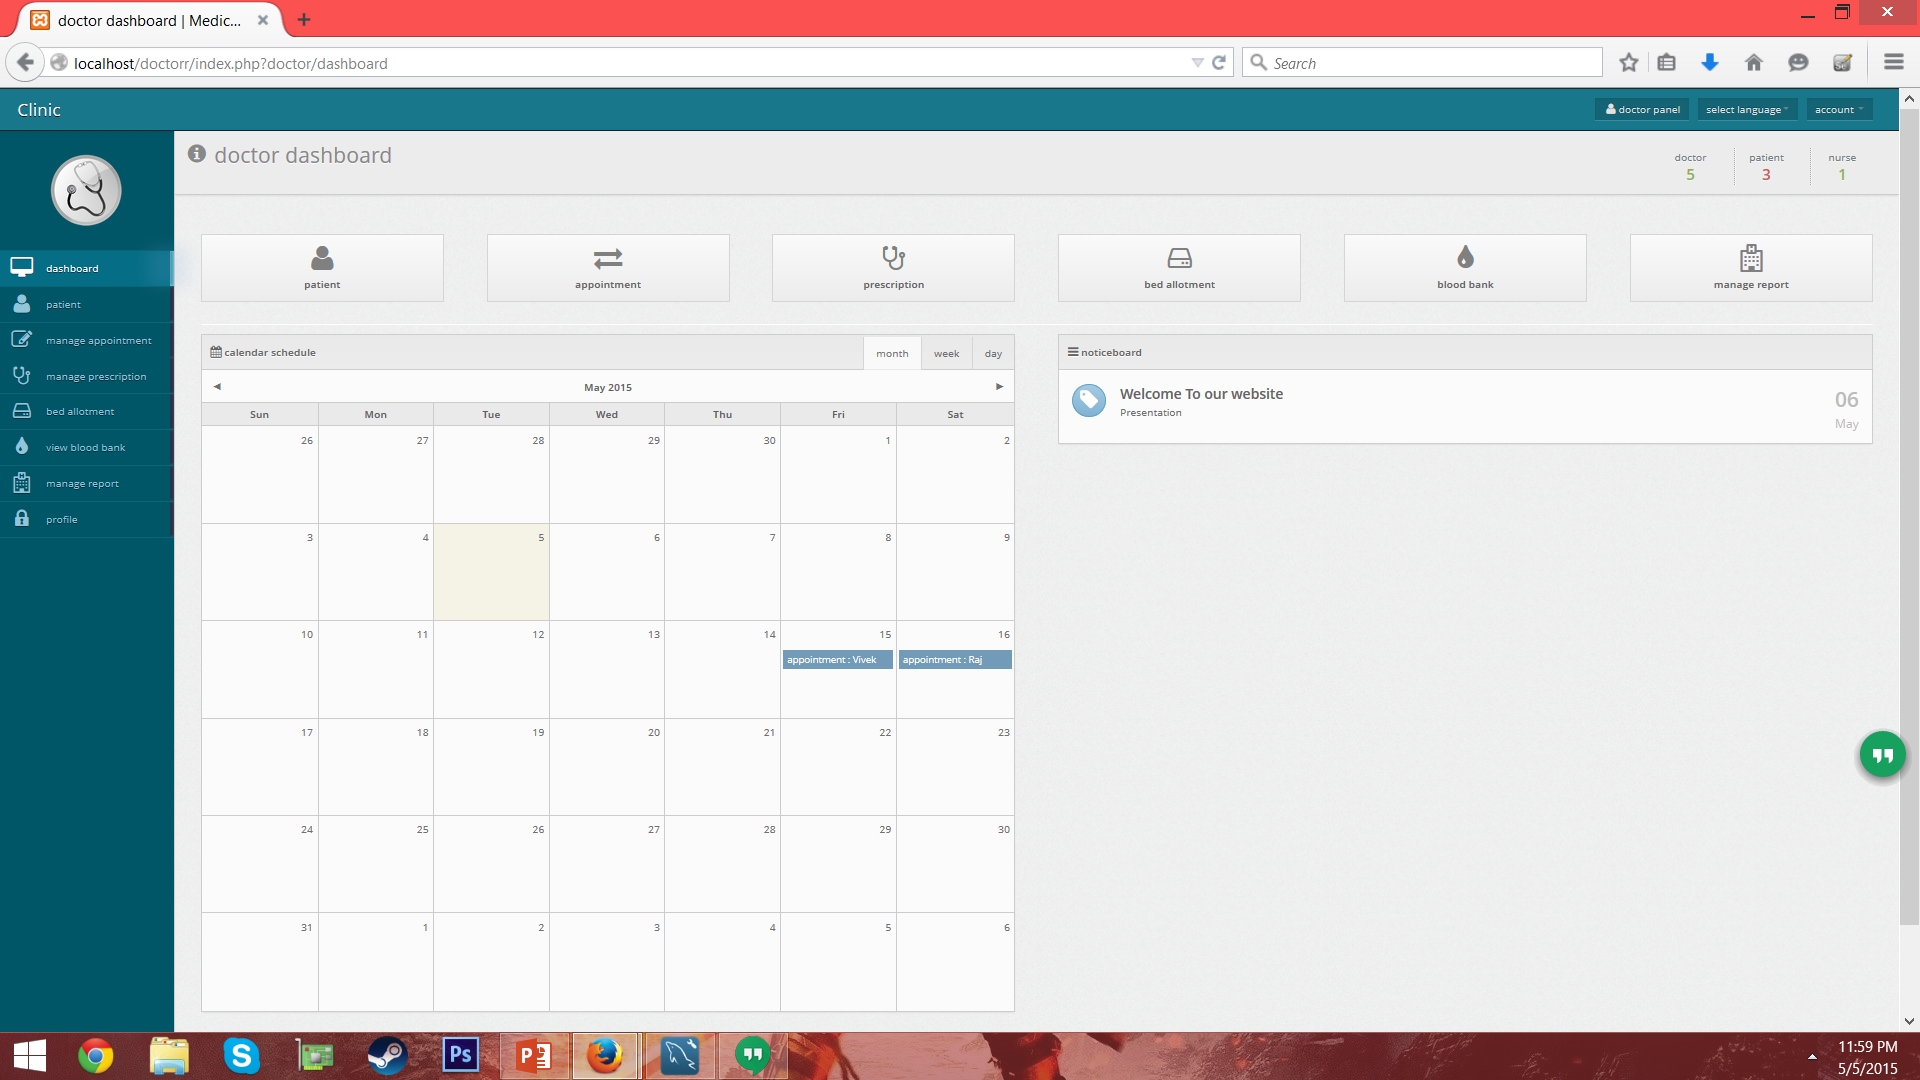 doctor dashboard | Medic...
localhost/doctorr/index.php?doctor/dashboard
Search
Clinic
doctor panel
select language
account
doctor dashboard
doctor
5
patient
3
nurse
1
dashboard
patient
manage appointment
manage prescription
bed allotment
view blood bank
manage report
profile
patient
appointment
prescription
bed allotment
blood bank
manage report
calendar schedule
month
week
day
May 2015
Sun Mon Tue Wed Thu Fri Sat
26 27 28 29 30 1 2
3 4 5 6 7 8 9
10 11 12 13 14 15 16
appointment : Vivek
appointment : Raj
17 18 19 20 21 22 23
24 25 26 27 28 29 30
31 1 2 3 4 5 6
noticeboard
Welcome To our website
Presentation
06
May
Ps
P
11:59 PM
5/5/2015